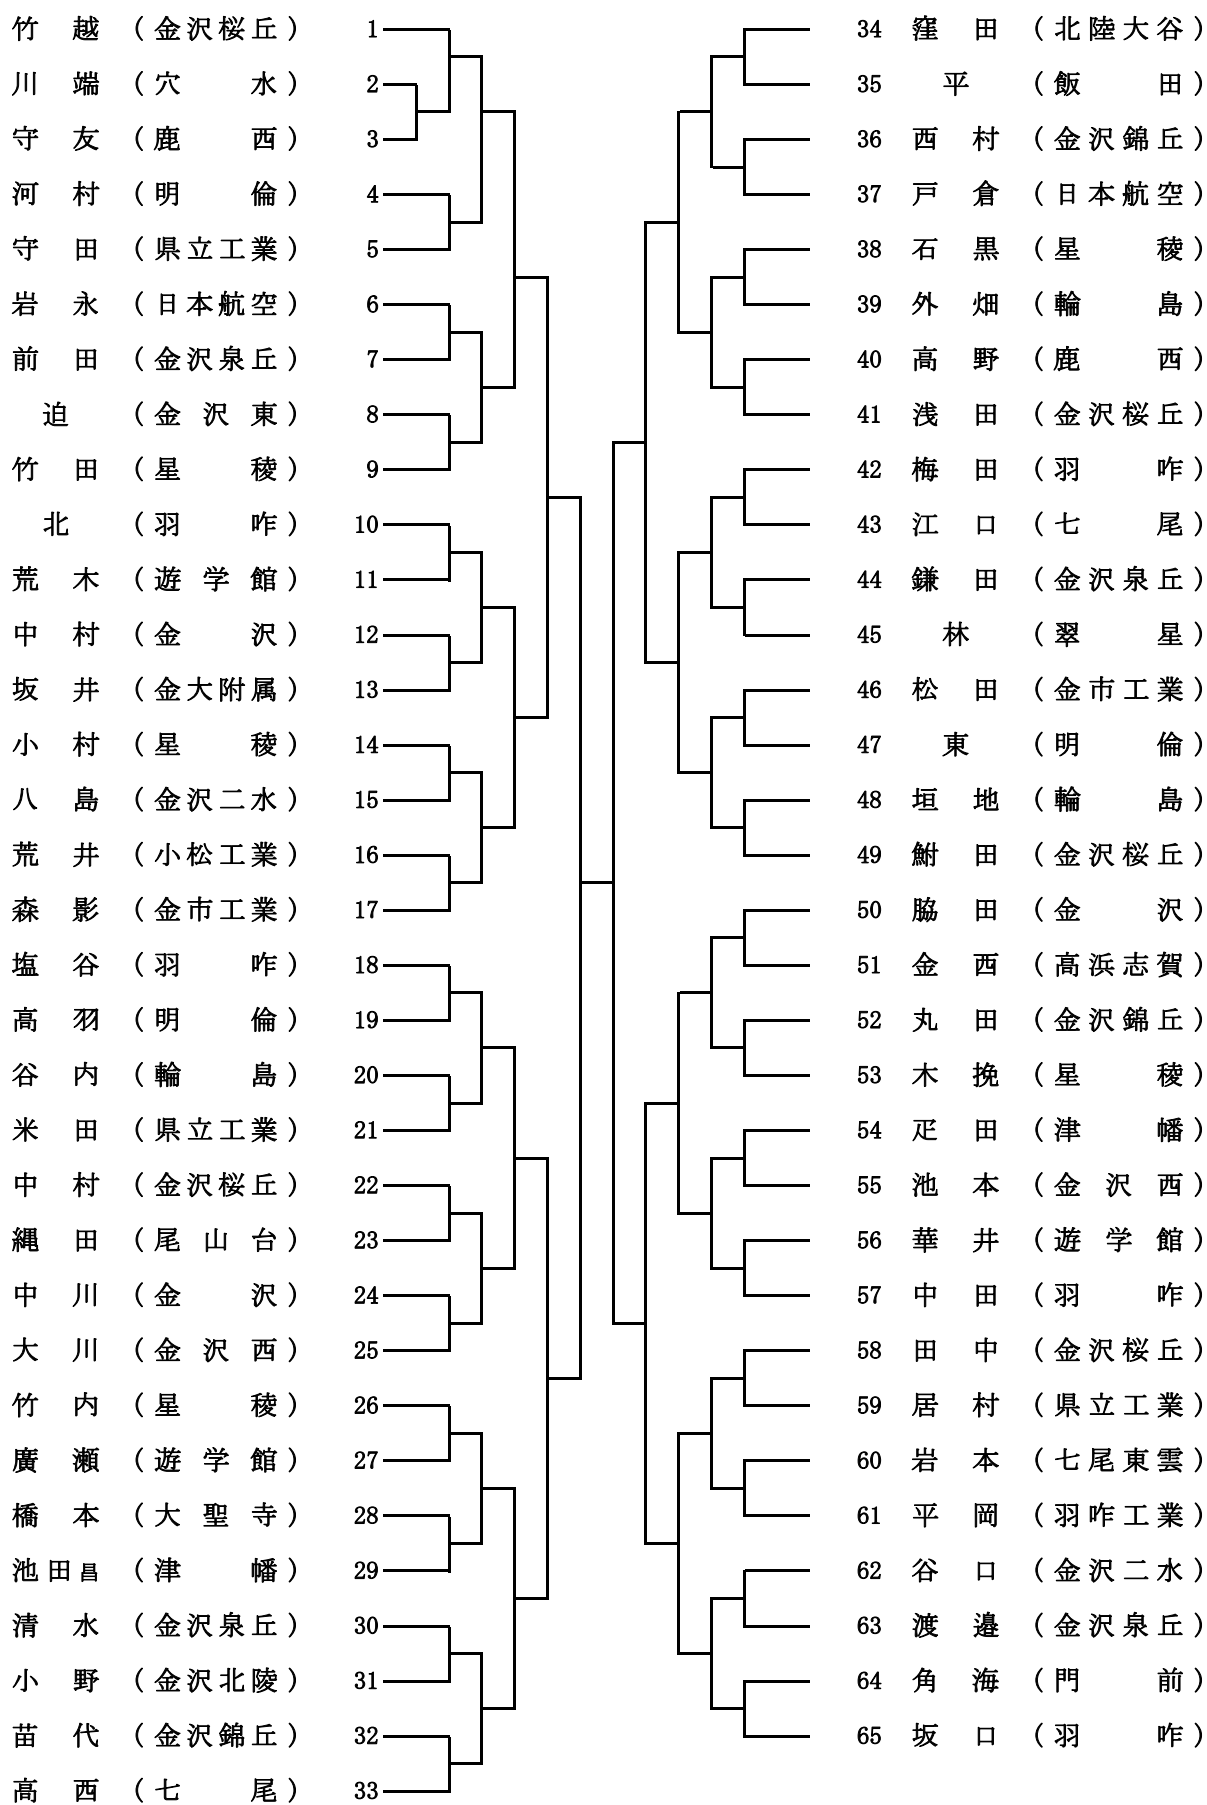 竹越 (金沢桜丘) 1
川端 (穴水) 2
守友 (鹿西) 3
河村 (明倫) 4
守田 (県立工業) 5
岩永 (日本航空) 6
前田 (金沢泉丘) 7
迫 (金沢東) 8
竹田 (星稜) 9
北 (羽咋) 10
荒木 (遊学館) 11
中村 (金沢) 12
坂井 (金大附属) 13
小村 (星稜) 14
八島 (金沢二水) 15
荒井 (小松工業) 16
森影 (金市工業) 17
塩谷 (羽咋) 18
高羽 (明倫) 19
谷内 (輪島) 20
米田 (県立工業) 21
中村 (金沢桜丘) 22
縄田 (尾山台) 23
中川 (金沢) 24
大川 (金沢西) 25
竹内 (星稜) 26
廣瀬 (遊学館) 27
橋本 (大聖寺) 28
池田昌 (津幡) 29
清水 (金沢泉丘) 30
小野 (金沢北陵) 31
苗代 (金沢錦丘) 32
高西 (七尾) 33
34 窪田 (北陸大谷)
35 平 (飯田)
36 西村 (金沢錦丘)
37 戸倉 (日本航空)
38 石黒 (星稜)
39 外畑 (輪島)
40 高野 (鹿西)
41 浅田 (金沢桜丘)
42 梅田 (羽咋)
43 江口 (七尾)
44 鎌田 (金沢泉丘)
45 林 (翠星)
46 松田 (金市工業)
47 東 (明倫)
48 垣地 (輪島)
49 鮒田 (金沢桜丘)
50 脇田 (金沢)
51 金西 (高浜志賀)
52 丸田 (金沢錦丘)
53 木挽 (星稜)
54 疋田 (津幡)
55 池本 (金沢西)
56 華井 (遊学館)
57 中田 (羽咋)
58 田中 (金沢桜丘)
59 居村 (県立工業)
60 岩本 (七尾東雲)
61 平岡 (羽咋工業)
62 谷口 (金沢二水)
63 渡邉 (金沢泉丘)
64 角海 (門前)
65 坂口 (羽咋)